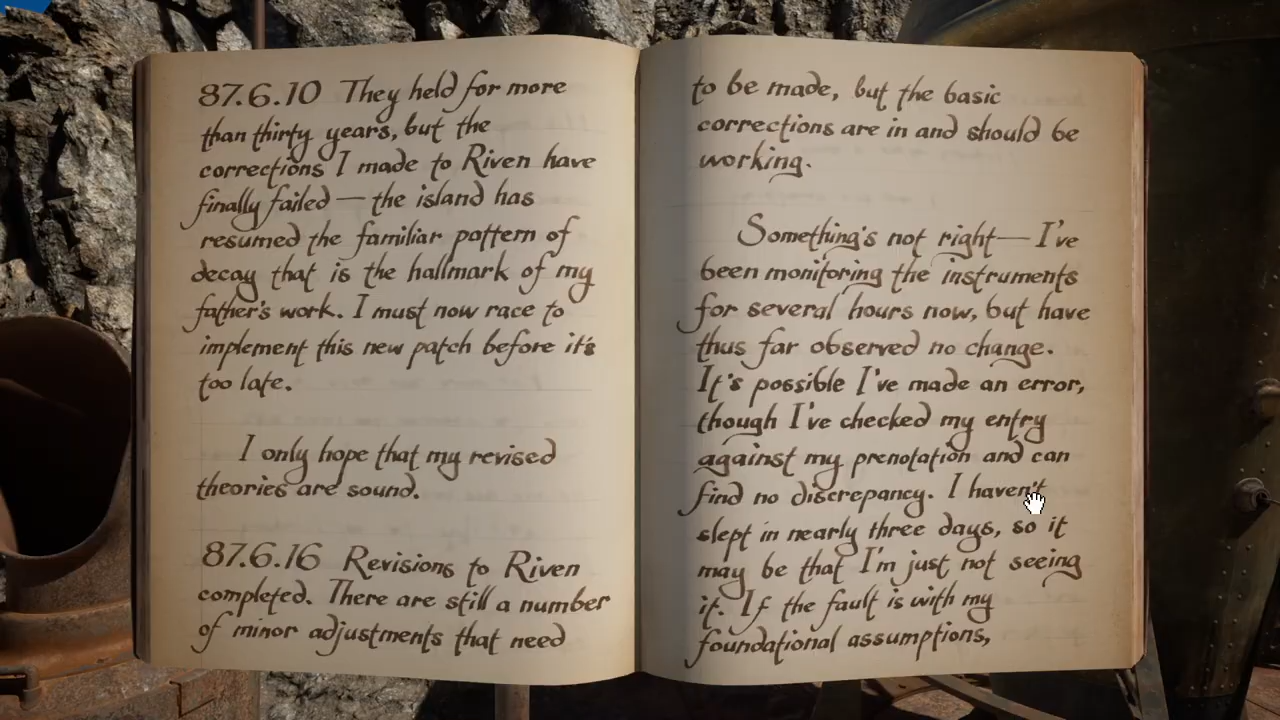 87.6.10 They held for more
than thirty years, but the
corrections I made to Riven have
finally failed — the island has
resumed the familiar pattern of
decay that is the hallmark of my
father's work. I must now race to
implement this new patch before it's
too late.
I only hope that my revised
theories are sound.
87.6.16 Revisions to Riven
completed. There are still a number
of minor adjustments that need
to be made, but the basic
corrections are in and should be
working.
Something's not right — I've
been monitoring the instruments
for several hours now, but have
thus far observed no change.
It's possible I've made an error,
though I've checked my entry
against my prenotation and can
find no discrepancy. I haven't
slept in nearly three days, so it
may be that I'm just not seeing
it. If the fault is with my
foundational assumptions,